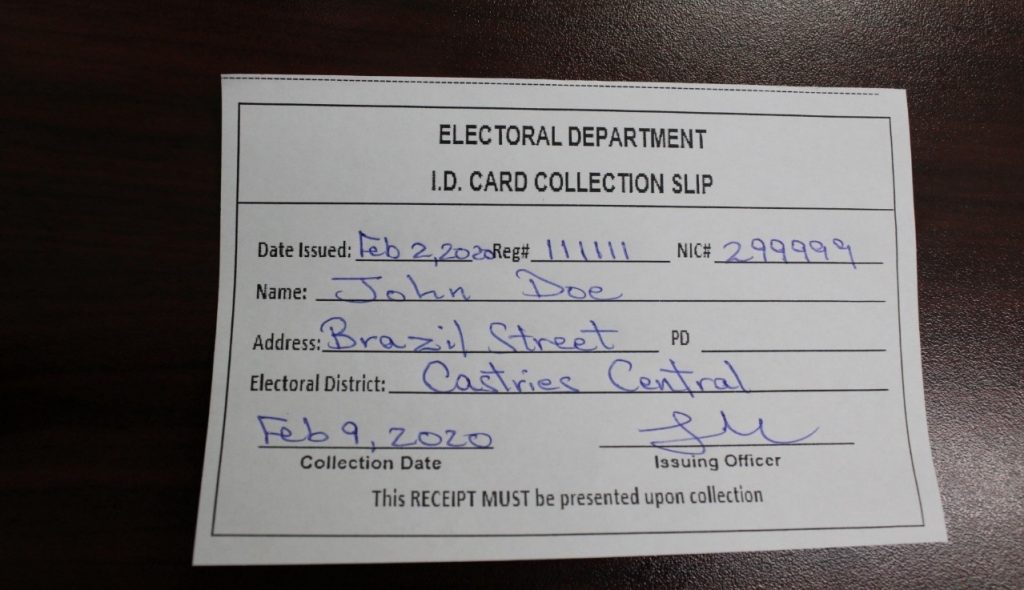 ELECTORAL DEPARTMENT
I.D. CARD COLLECTION SLIP
Date Issued: Feb 2, 2020 Reg# 111111 NIC# 299999
Name: John Doe
Address: Brazil Street PD
Electoral District: Castries Central
Feb 9, 2020
Collection Date Issuing Officer
This RECEIPT MUST be presented upon collection